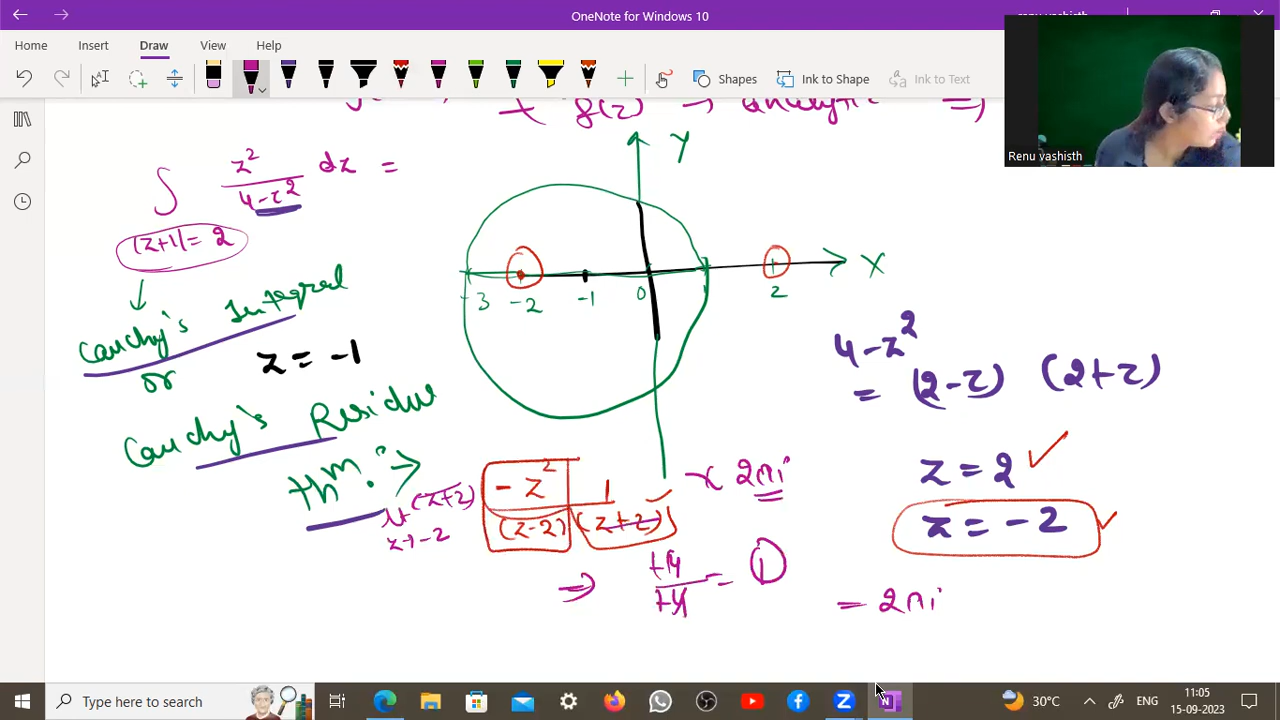 OneNote for Windows 10
renu vashisth
Home Insert Draw View Help
Shapes Ink to Shape Ink to Text
Renu vashisth
x f(z) → analytic ⇒
∫ z² / 4-z² dz =
|z+1| = 2
Y
X
-3 -2 -1 0 2
Cauchy's Integral
or
z = -1
Cauchy's Residue
thm. →
4-z²
= (2-z) (2+z)
z = 2 ✓
z = -2 ✓
lt z→-2 (z+2) -z² / (z-2) 1 / (z+2) x 2πi
⇒ +4 / +4 = 1
= 2πi
Type here to search
30°C ENG 11:05
15-09-2023